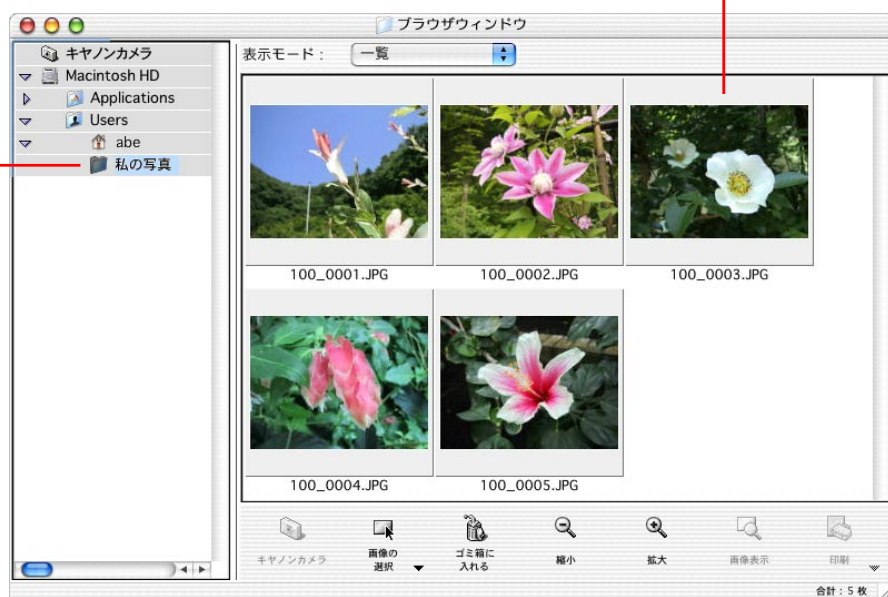 ブラウザウィンドウ
キヤノンカメラ
Macintosh HD
Applications
Users
abe
私の写真
表示モード：
一覧
100_0001.JPG
100_0002.JPG
100_0003.JPG
100_0004.JPG
100_0005.JPG
キヤノンカメラ
画像の
選択
ゴミ箱に
入れる
縮小
拡大
画像表示
印刷
合計：5 枚